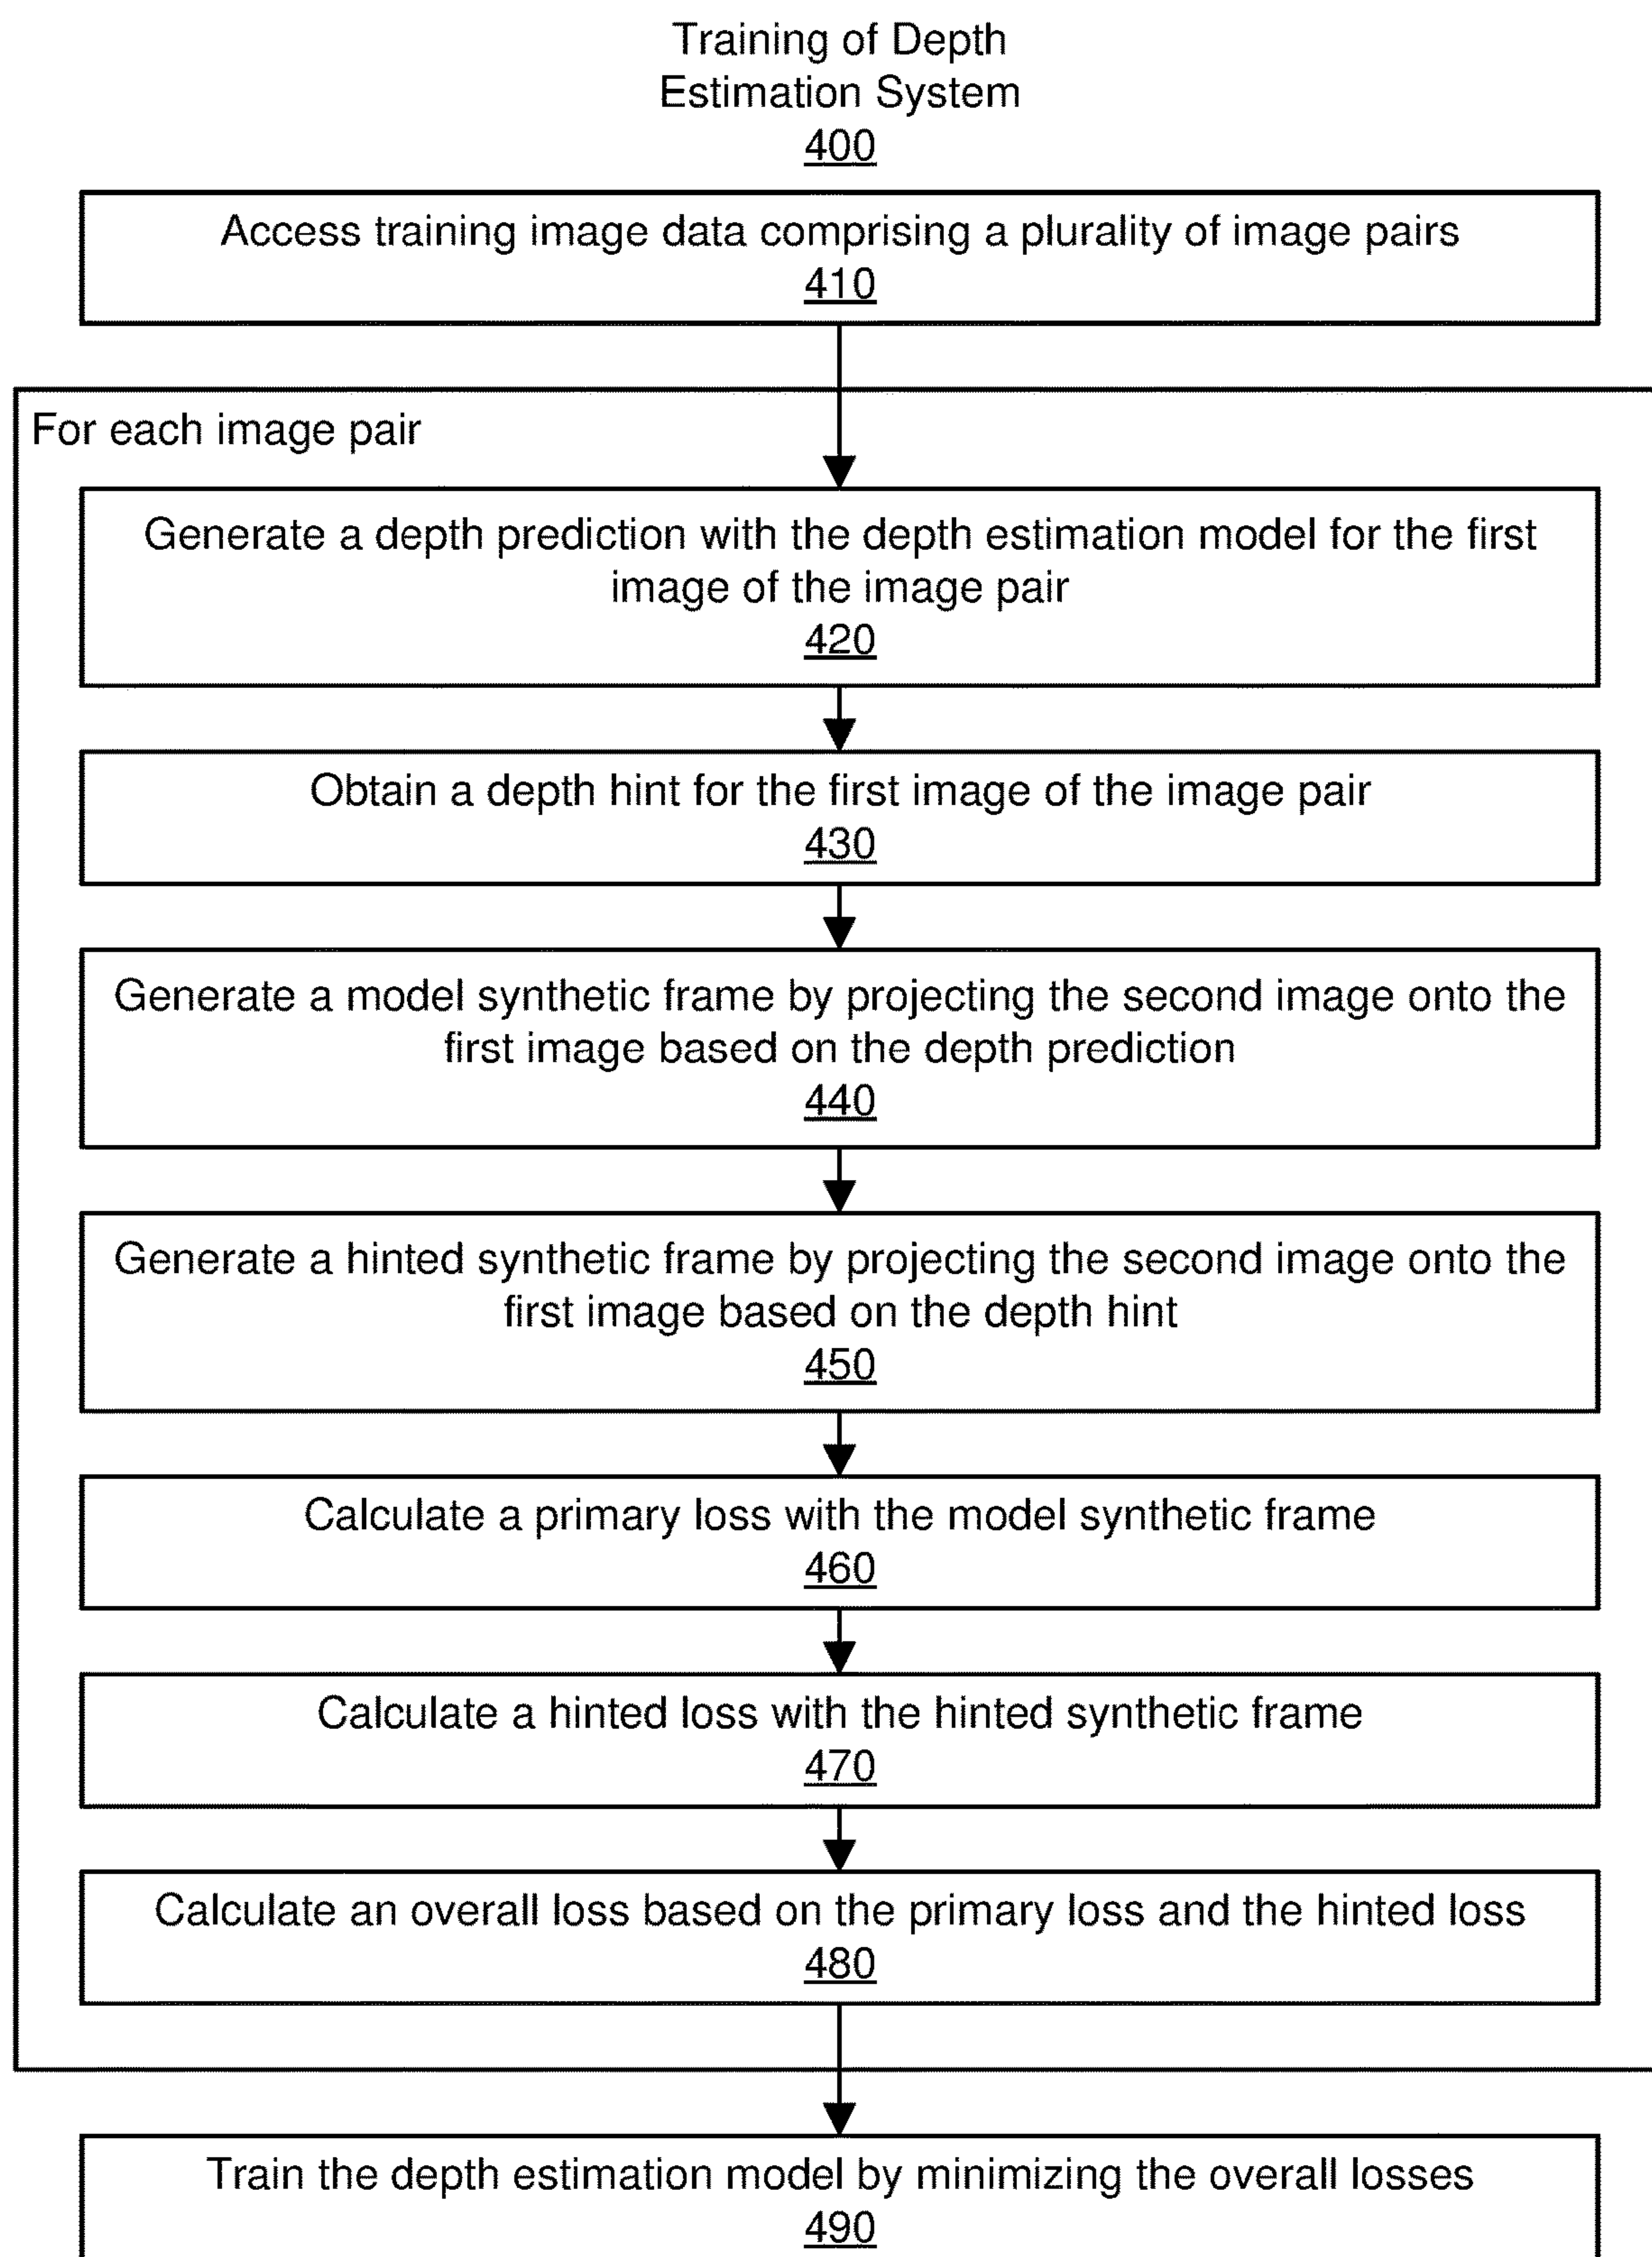 Training of Depth
Estimation System
400
Access training image data comprising a plurality of image pairs
410
For each image pair
Generate a depth prediction with the depth estimation model for the first
image of the image pair
420
Obtain a depth hint for the first image of the image pair
430
Generate a model synthetic frame by projecting the second image onto the
first image based on the depth prediction
440
Generate a hinted synthetic frame by projecting the second image onto the
first image based on the depth hint
450
Calculate a primary loss with the model synthetic frame
460
Calculate a hinted loss with the hinted synthetic frame
470
Calculate an overall loss based on the primary loss and the hinted loss
480
Train the depth estimation model by minimizing the overall losses
490